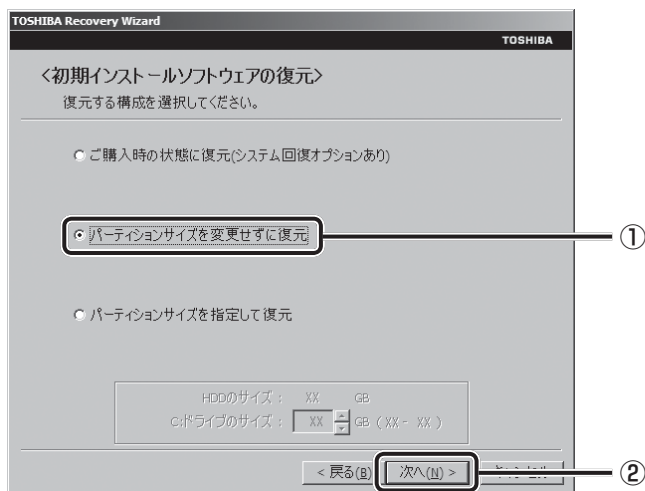 TOSHIBA Recovery Wizard
TOSHIBA
<初期インストールソフトウェアの復元>
復元する構成を選択してください。
ご購入時の状態に復元(システム回復オプションあり)
パーティションサイズを変更せずに復元
①
パーティションサイズを指定して復元
HDDのサイズ： XX GB
C:ドライブのサイズ： XX GB ( XX - XX )
< 戻る(B) 次へ(N) >
②